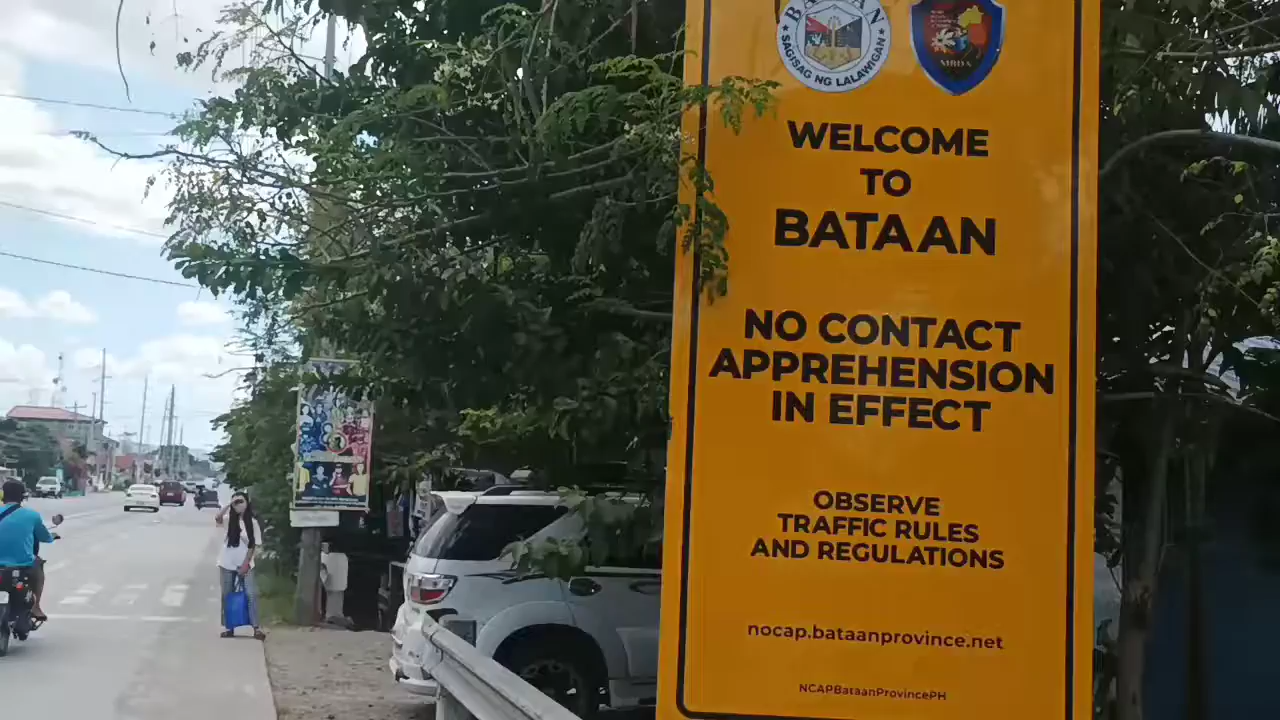 BATAAN
SAGISAG NG LALAWIGAN
WELCOME
TO
BATAAN
NO CONTACT
APPREHENSION
IN EFFECT
OBSERVE
TRAFFIC RULES
AND REGULATIONS
nocap.bataanprovince.net
NCAPBataanProvincePH